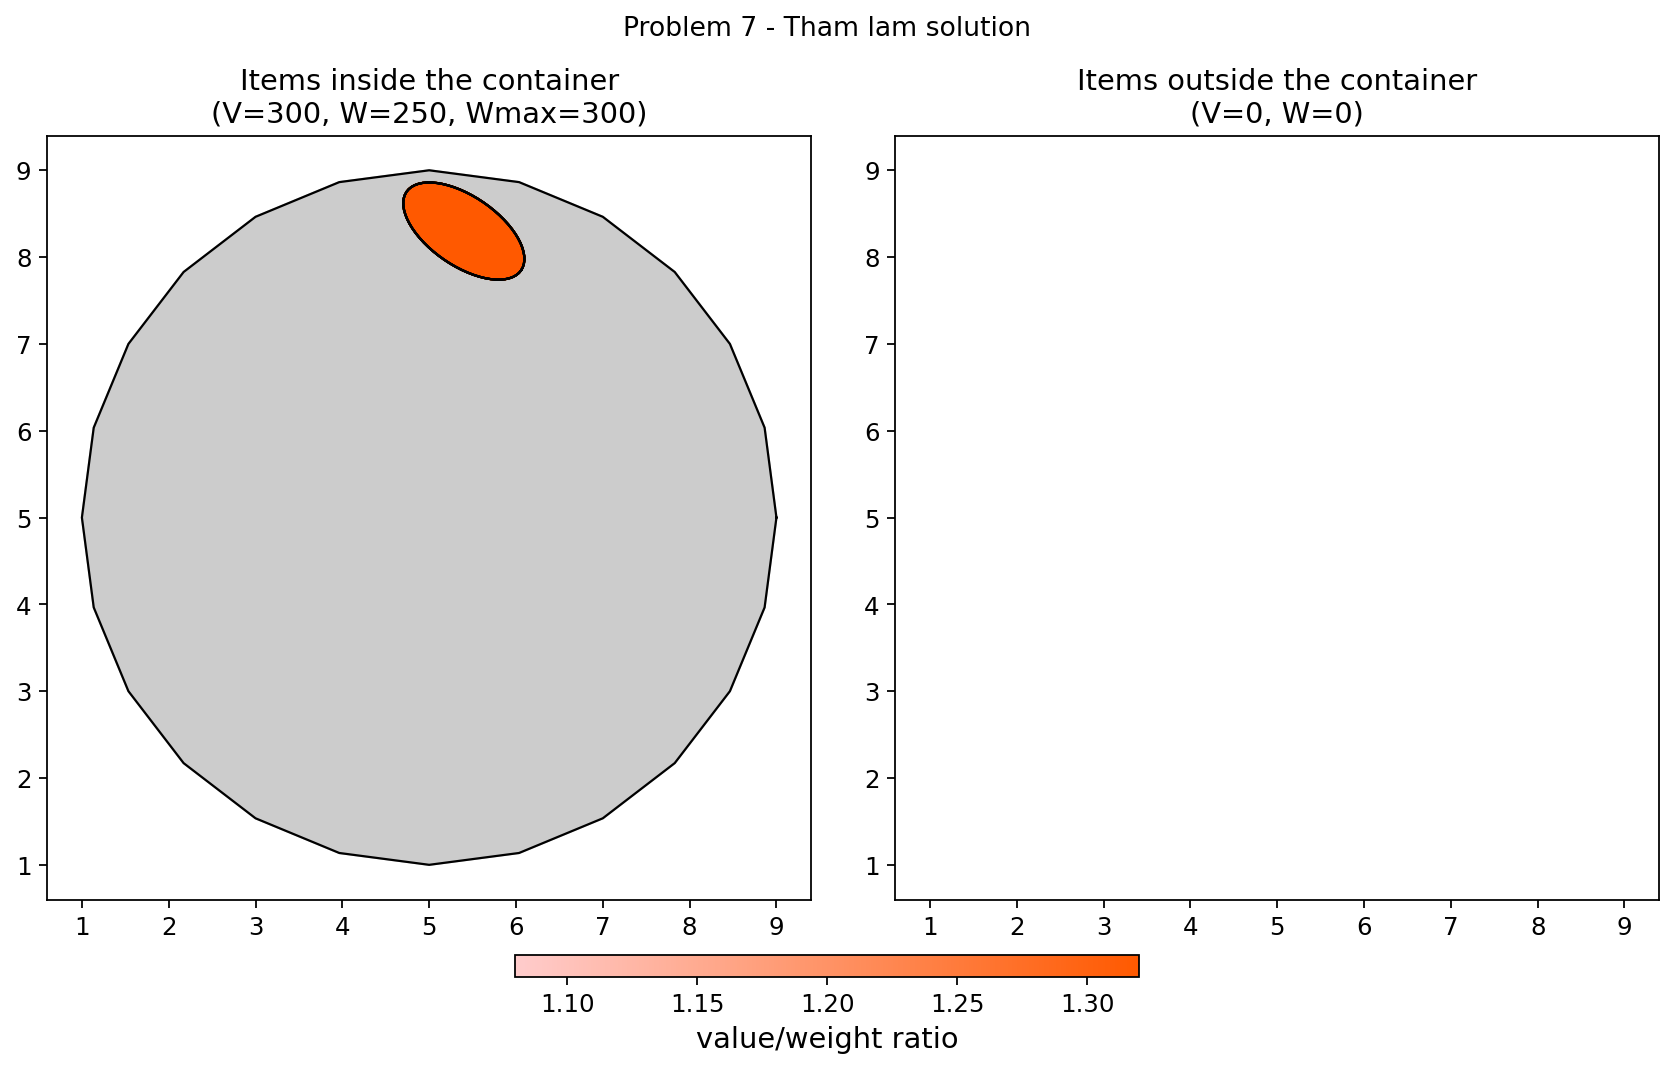 Problem 7 - Tham lam solution
Items inside the container
(V=300, W=250, Wmax=300)
9
8
7
6
5
4
3
2
1
1 2 3 4 5 6 7 8 9
Items outside the container
(V=0, W=0)
9
8
7
6
5
4
3
2
1
1 2 3 4 5 6 7 8 9
1.10 1.15 1.20 1.25 1.30
value/weight ratio